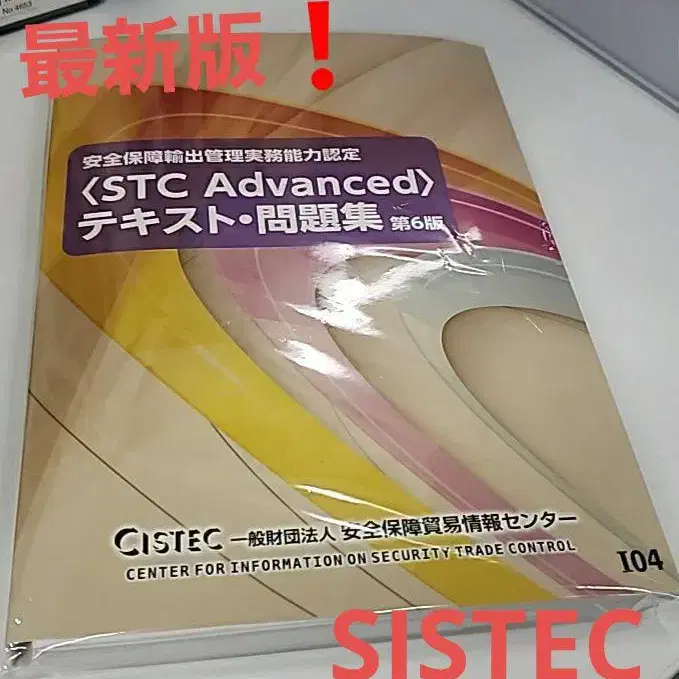 No 4653
最新版❗
安全保障輸出管理実務能力認定
〈STC Advanced〉
テキスト・問題集 第6版
CISTEC 一般財団法人 安全保障貿易情報センター
CENTER FOR INFORMATION ON SECURITY TRADE CONTROL
I04
SISTEC